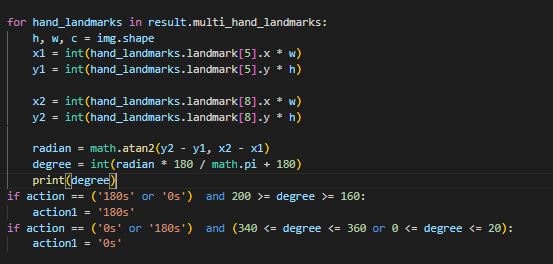 for hand_landmarks in result.multi_hand_landmarks:
h, w, c = img.shape
x1 = int(hand_landmarks.landmark[5].x * w)
y1 = int(hand_landmarks.landmark[5].y * h)
x2 = int(hand_landmarks.landmark[8].x * w)
y2 = int(hand_landmarks.landmark[8].y * h)
radian = math.atan2(y2 - y1, x2 - x1)
degree = int(radian * 180 / math.pi + 180)
print(degree)
if action == ('180s' or '0s')  and 200 >= degree >= 160:
action1 = '180s'
if action == ('0s' or '180s')  and (340 <= degree <= 360 or 0 <= degree <= 20):
action1 = '0s'